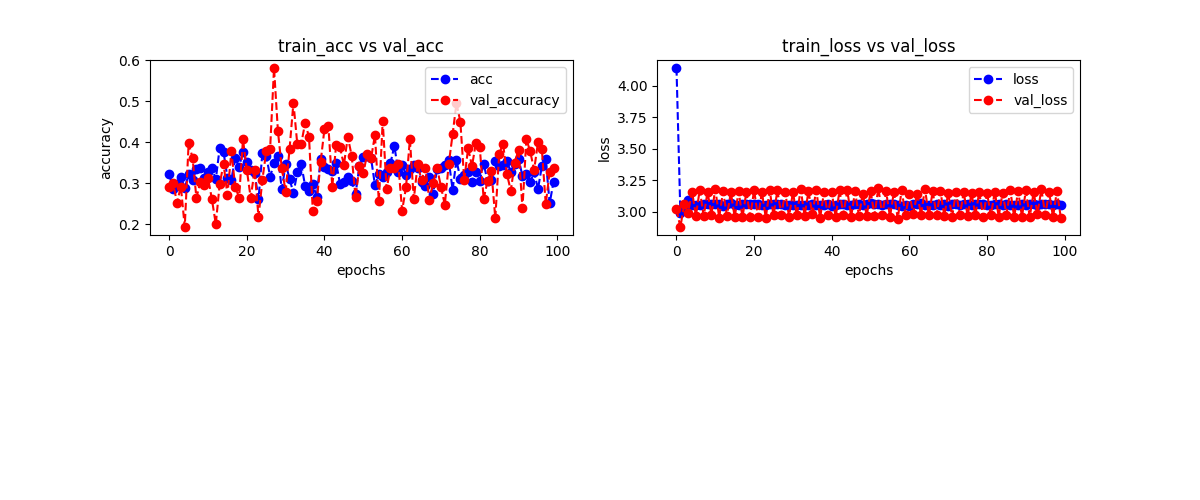 train_acc vs val_acc
accuracy
0.6
0.5
0.4
0.3
0.2
acc
val_accuracy
0 20 40 60 80 100
epochs
train_loss vs val_loss
loss
4.00
3.75
3.50
3.25
3.00
loss
val_loss
0 20 40 60 80 100
epochs